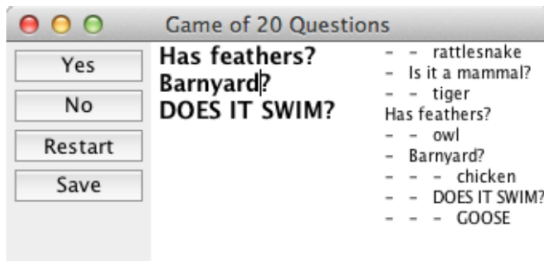 Game of 20 Questions
Yes
No
Restart
Save
Has feathers?
Barnyard?
DOES IT SWIM?
- - rattlesnake
- Is it a mammal?
- - tiger
Has feathers?
- - owl
- Barnyard?
- - - chicken
- - DOES IT SWIM?
- - - GOOSE